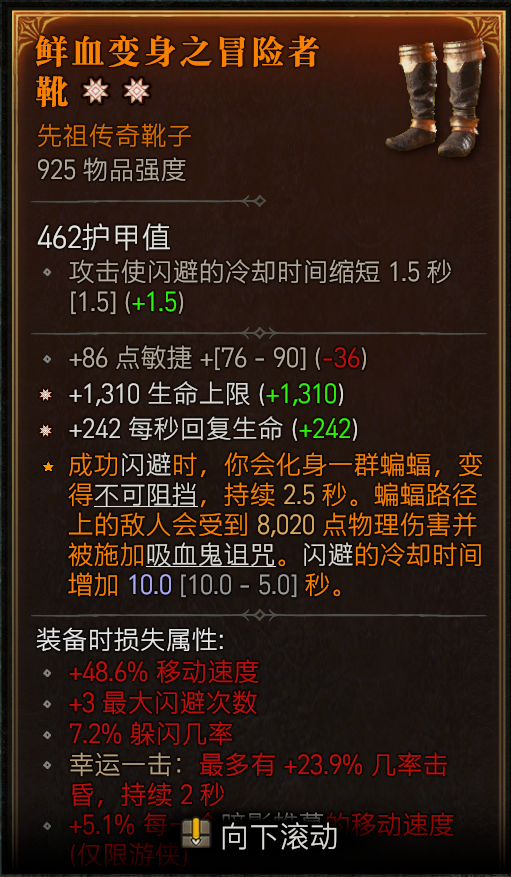 鲜血变身之冒险者
靴
先祖传奇靴子
925 物品强度
462护甲值
攻击使闪避的冷却时间缩短 1.5 秒
[1.5] (+1.5)
+86 点敏捷 +[76 - 90] (-36)
+1,310 生命上限 (+1,310)
+242 每秒回复生命 (+242)
成功闪避时，你会化身一群蝙蝠，变
得不可阻挡，持续 2.5 秒。蝙蝠路径
上的敌人会受到 8,020 点物理伤害并
被施加吸血鬼诅咒。闪避的冷却时间
增加 10.0 [10.0 - 5.0] 秒。
装备时损失属性:
+48.6% 移动速度
+3 最大闪避次数
7.2% 躲闪几率
幸运一击：最多有 +23.9% 几率击
昏，持续 2 秒
+5.1% 每 的移动速度
向下滚动
(仅限游侠)